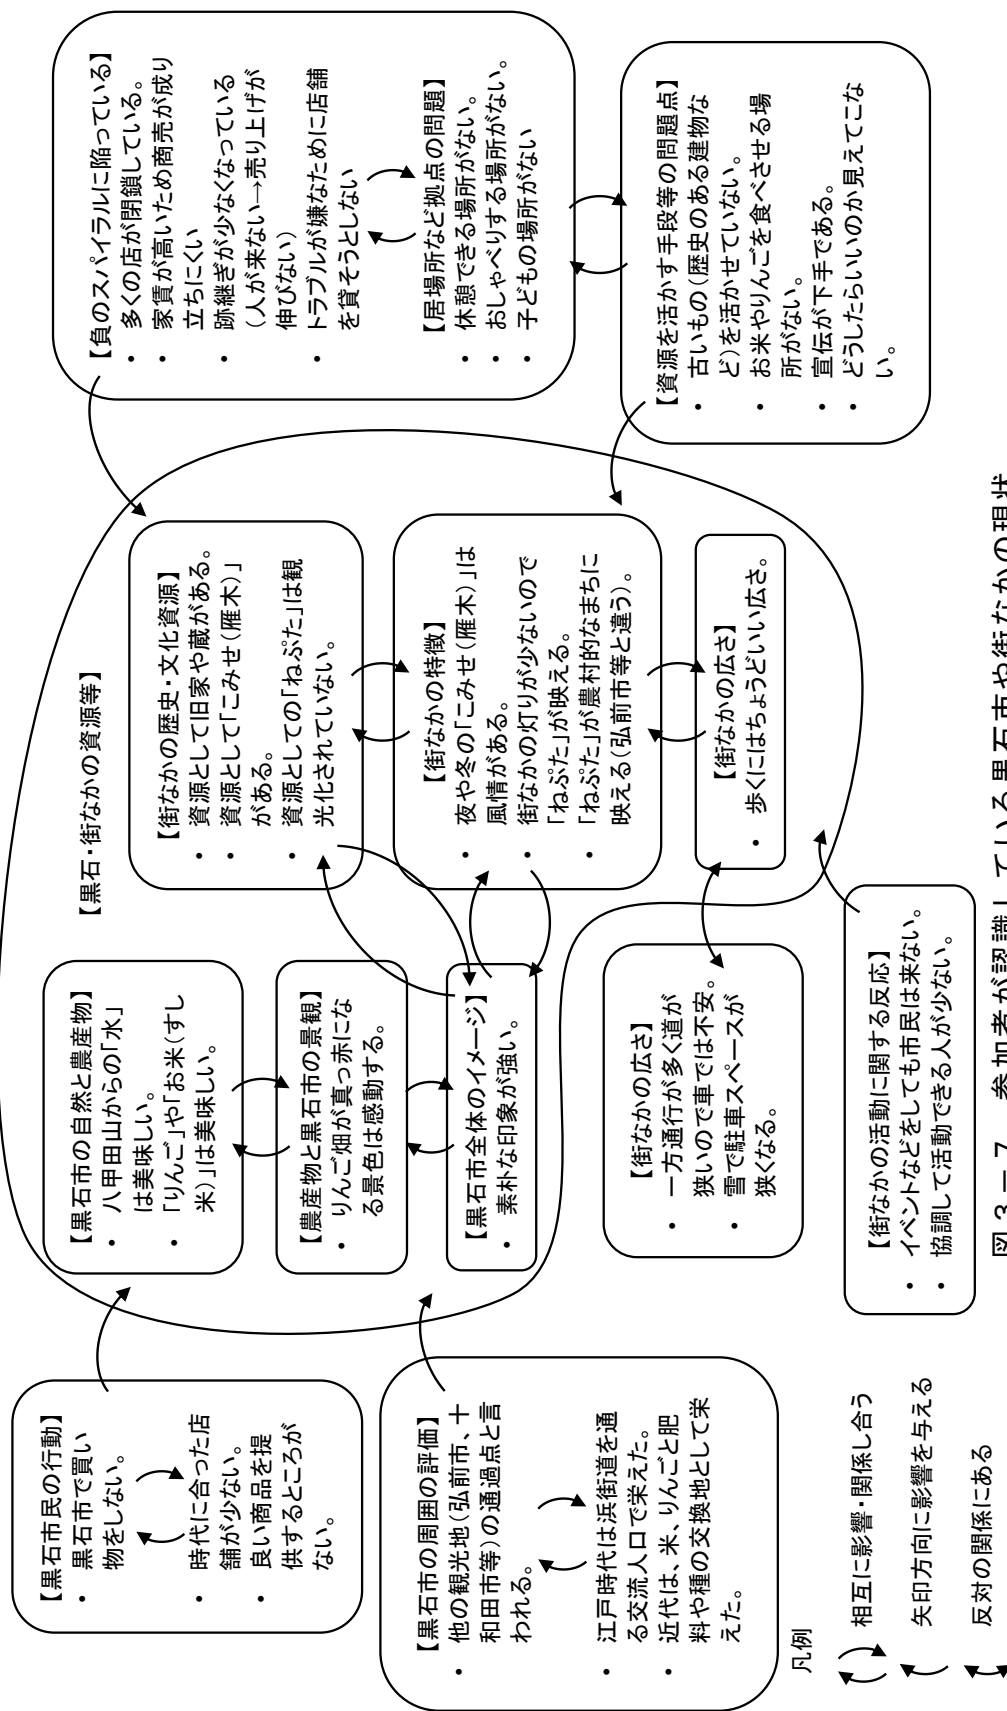 【黒石市民の行動】
・ 黒石市で買い
物をしない。
・ 時代に合った店
舗が少ない。
・ 良い商品を提
供するところが
ない。
【黒石市の周囲の評価】
・ 他の観光地(弘前市、十
和田市等)の通過点と言
われる。
・ 江戸時代は浜街道を通
る交流人口で栄えた。
・ 近代は、米、りんごと肥
料や種の交換地として栄
えた。
【黒石・街なかの資源等】
【黒石市の自然と農産物】
・ 八甲田山からの「水」
は美味しい。
・ 「りんご」や「お米(すし
米)」は美味しい。
【農産物と黒石市の景観】
・ りんご畑が真っ赤にな
る景色は感動する。
【黒石市全体のイメージ】
・ 素朴な印象が強い。
【街なかの歴史・文化資源】
・ 資源として旧家や蔵がある。
・ 資源として「こみせ(雁木)」
がある。
・ 資源としての「ねぷた」は観
光化されていない。
【街なかの特徴】
・ 夜や冬の「こみせ(雁木)」は
風情がある。
・ 街なかの灯りが少ないので
「ねぷた」が映える。
・ 「ねぷた」が農村的なまちに
映える(弘前市等と違う)。
【街なかの広さ】
・ 歩くにはちょうどいい広さ。
【街なかの広さ】
・ 一方通行が多く道が
狭いので車では不安。
・ 雪で駐車スペースが
狭くなる。
【街なかの活動に関する反応】
・ イベントなどをしても市民は来ない。
・ 協調して活動できる人が少ない。
【負のスパイラルに陥っている】
・ 多くの店が閉鎖している。
・ 家賃が高いため商売が成り
立ちにくい
・ 跡継ぎが少なくなっている
(人が来ない→売り上げが
伸びない)
・ トラブルが嫌なために店舗
を貸そうとしない
【居場所など拠点の問題】
・ 休憩できる場所がない。
・ おしゃべりする場所がない。
・ 子どもの場所がない
【資源を活かす手段等の問題点】
・ 古いもの(歴史のある建物な
ど)を活かせていない。
・ お米やりんごを食べさせる場
所がない。
・ 宣伝が下手である。
・ どうしたらいいのか見えてこな
い。
凡例
相互に影響・関係し合う
矢印方向に影響を与える
反対の関係にある
図３－７　参加者が認識している黒石市や街なかの現状